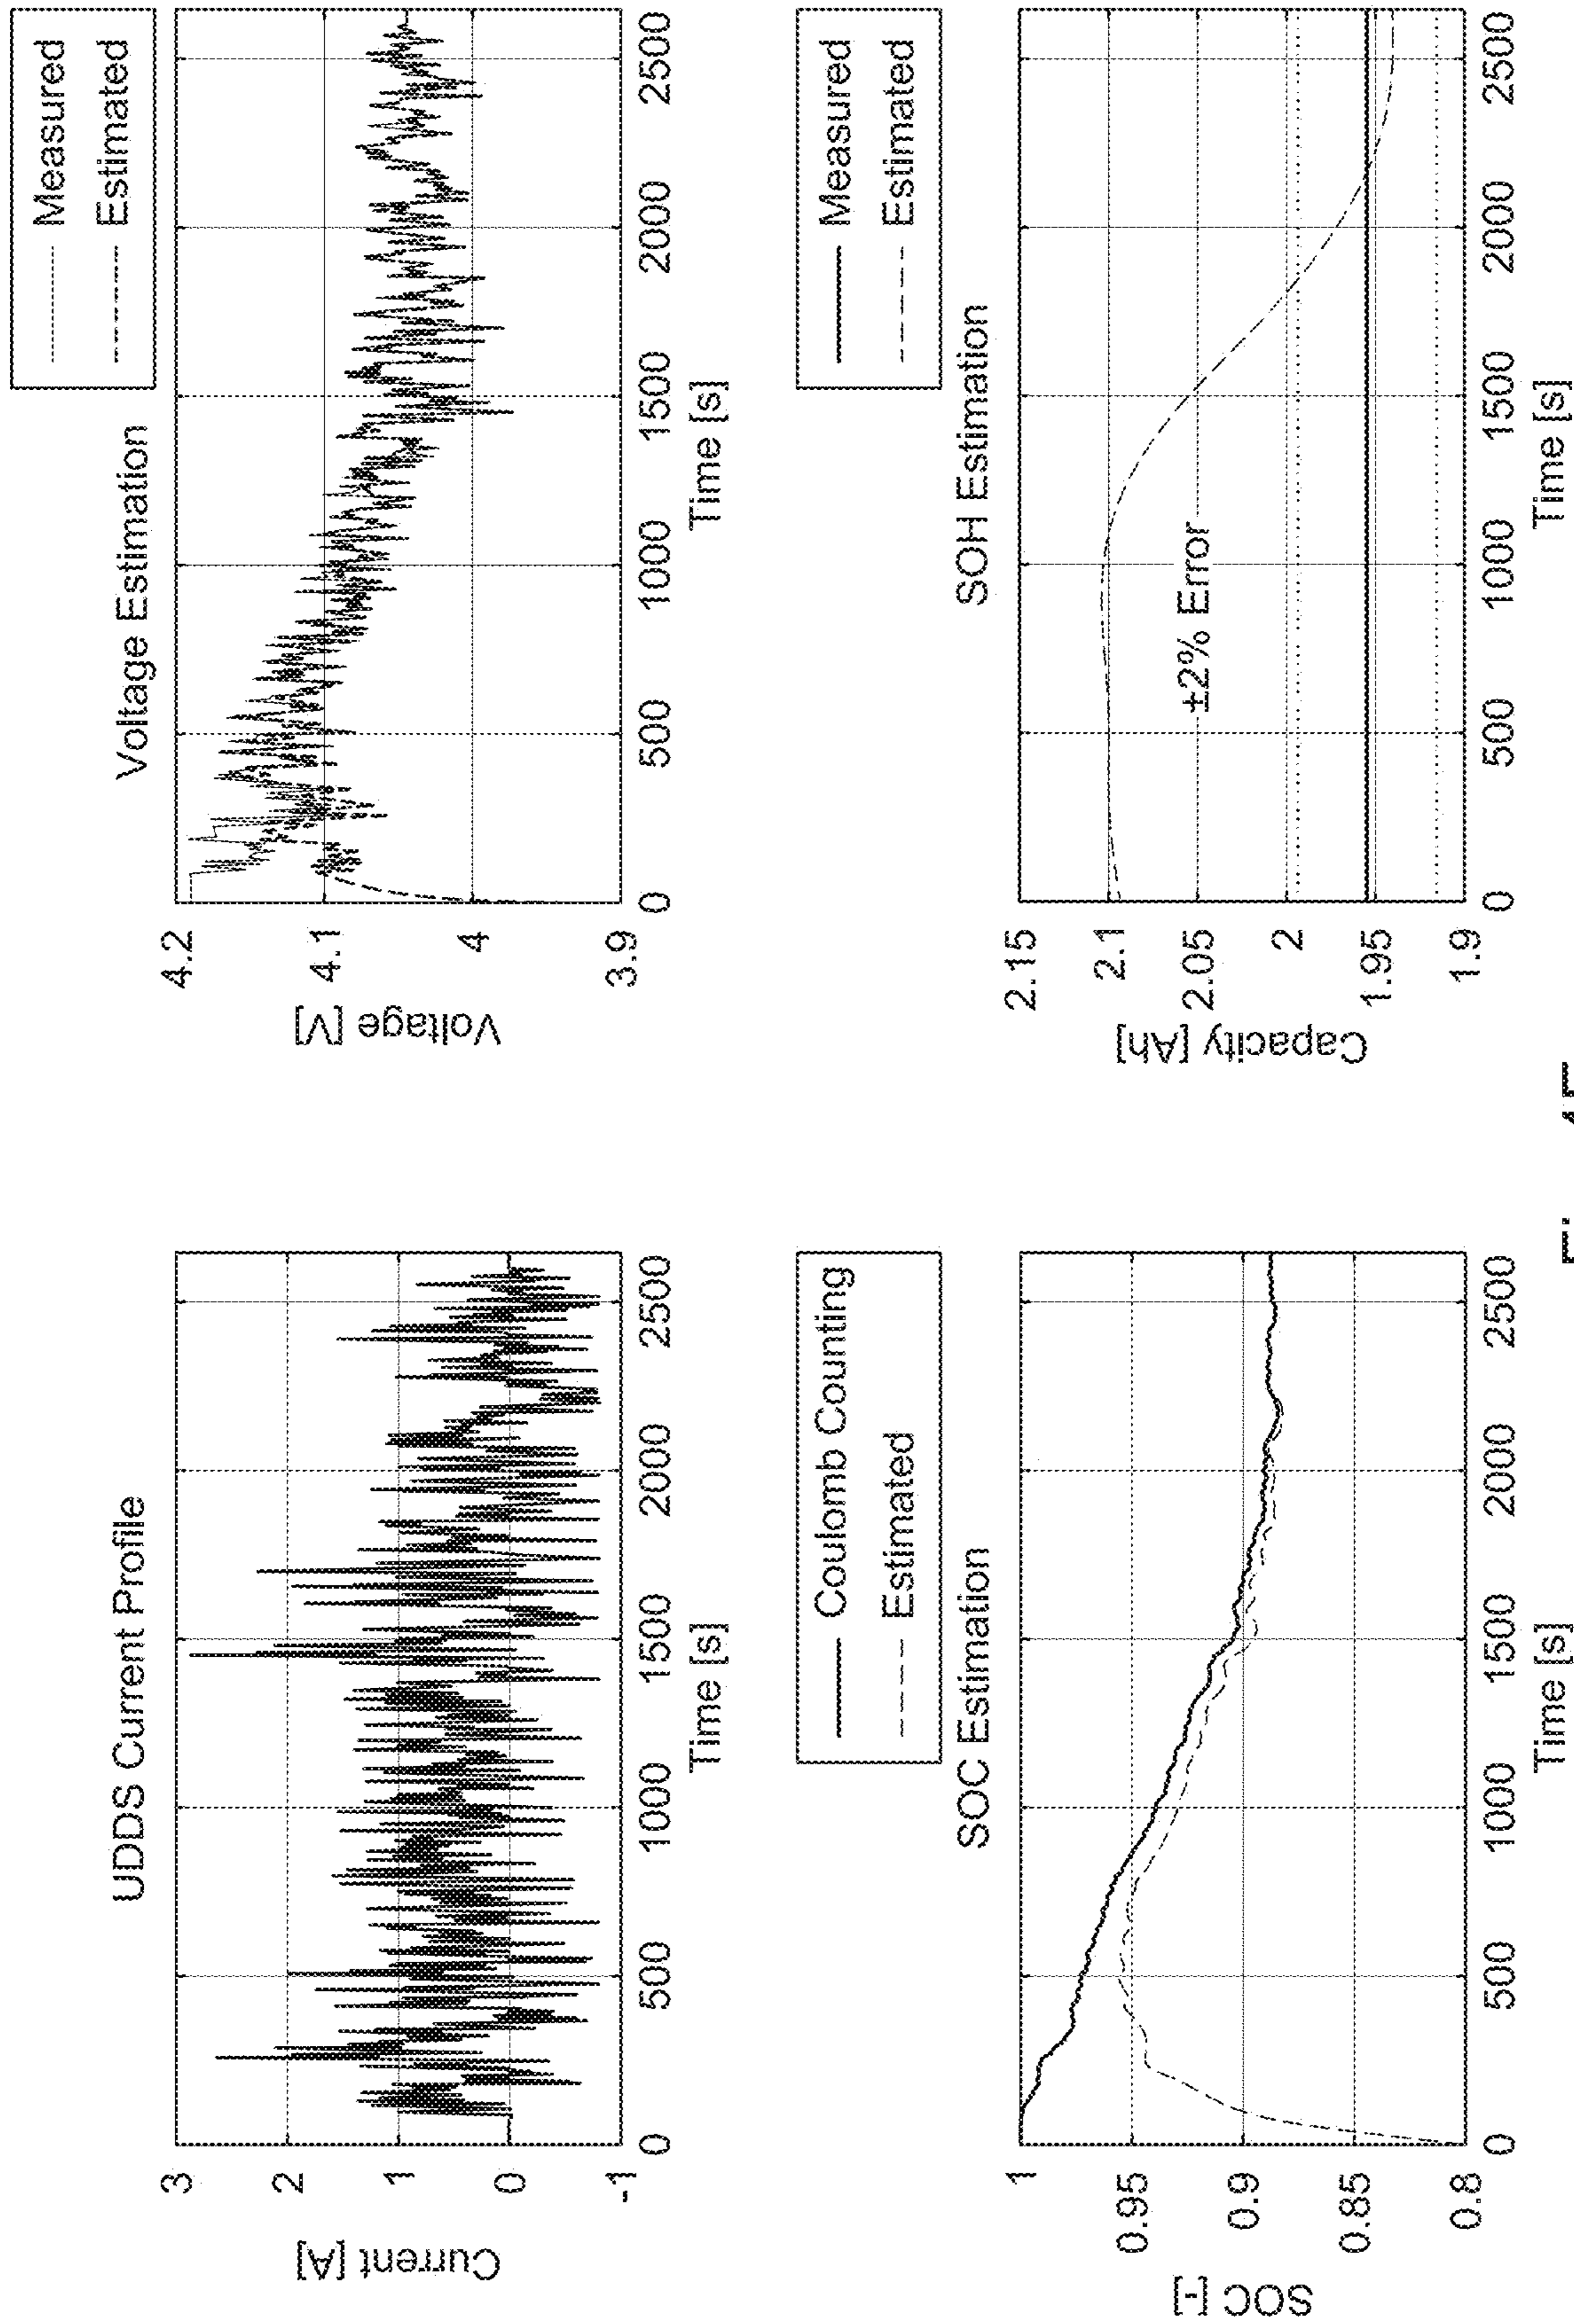 UDDS Current Profile
Current [A]
3
2
1
0
-1
0
500
1000
1500
2000
2500
Time [s]
Measured
Estimated
Voltage Estimation
Voltage [V]
4.2
4.1
4
3.9
0
500
1000
1500
2000
2500
Time [s]
Coulomb Counting
Estimated
SOC Estimation
SOC [-]
1
0.95
0.9
0.85
0.8
0
500
1000
1500
2000
2500
Time [s]
Measured
Estimated
SOH Estimation
Capacity [Ah]
2.15
2.1
2.05
2
1.95
1.9
±2% Error
0
500
1000
1500
2000
2500
Time [s]